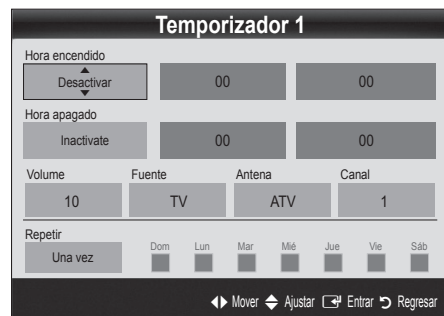 Temporizador 1
Hora encendido
Desactivar 00 00
Hora apagado
Inactivate 00 00
Volume Fuente Antena Canal
10 TV ATV 1
Repetir
Una vez Dom Lun Mar Mié Jue Vie Sáb
Mover Ajustar Entrar Regresar